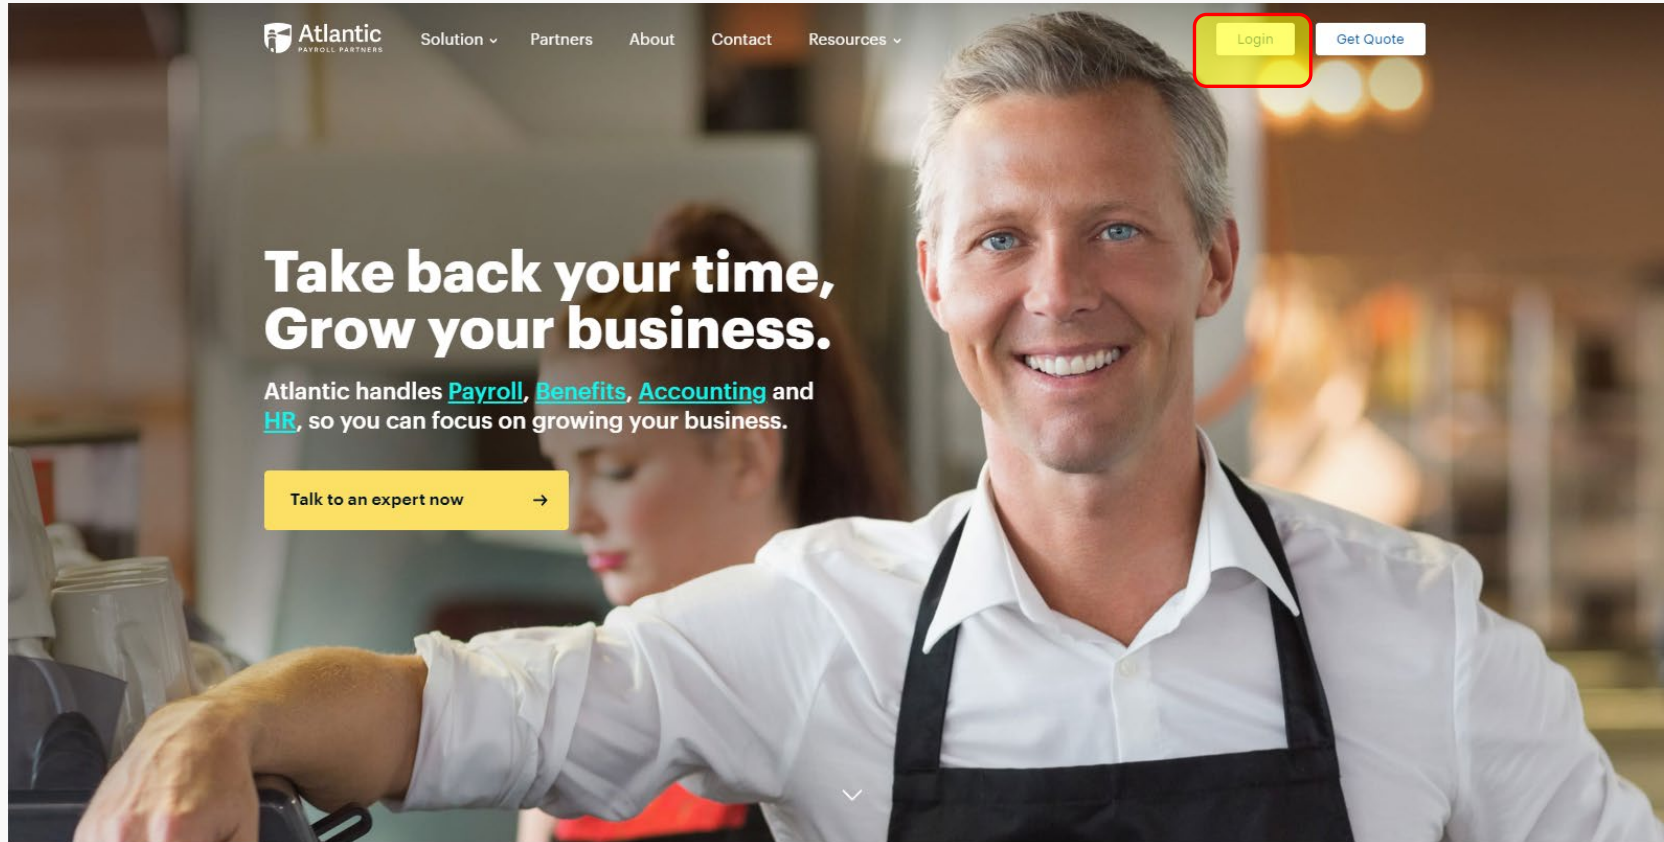 Atlantic
PAYROLL PARTNERS
Solution
Partners
About
Contact
Resources
Login
Get Quote
Take back your time,
Grow your business.
Atlantic handles Payroll, Benefits, Accounting and
HR, so you can focus on growing your business.
Talk to an expert now →